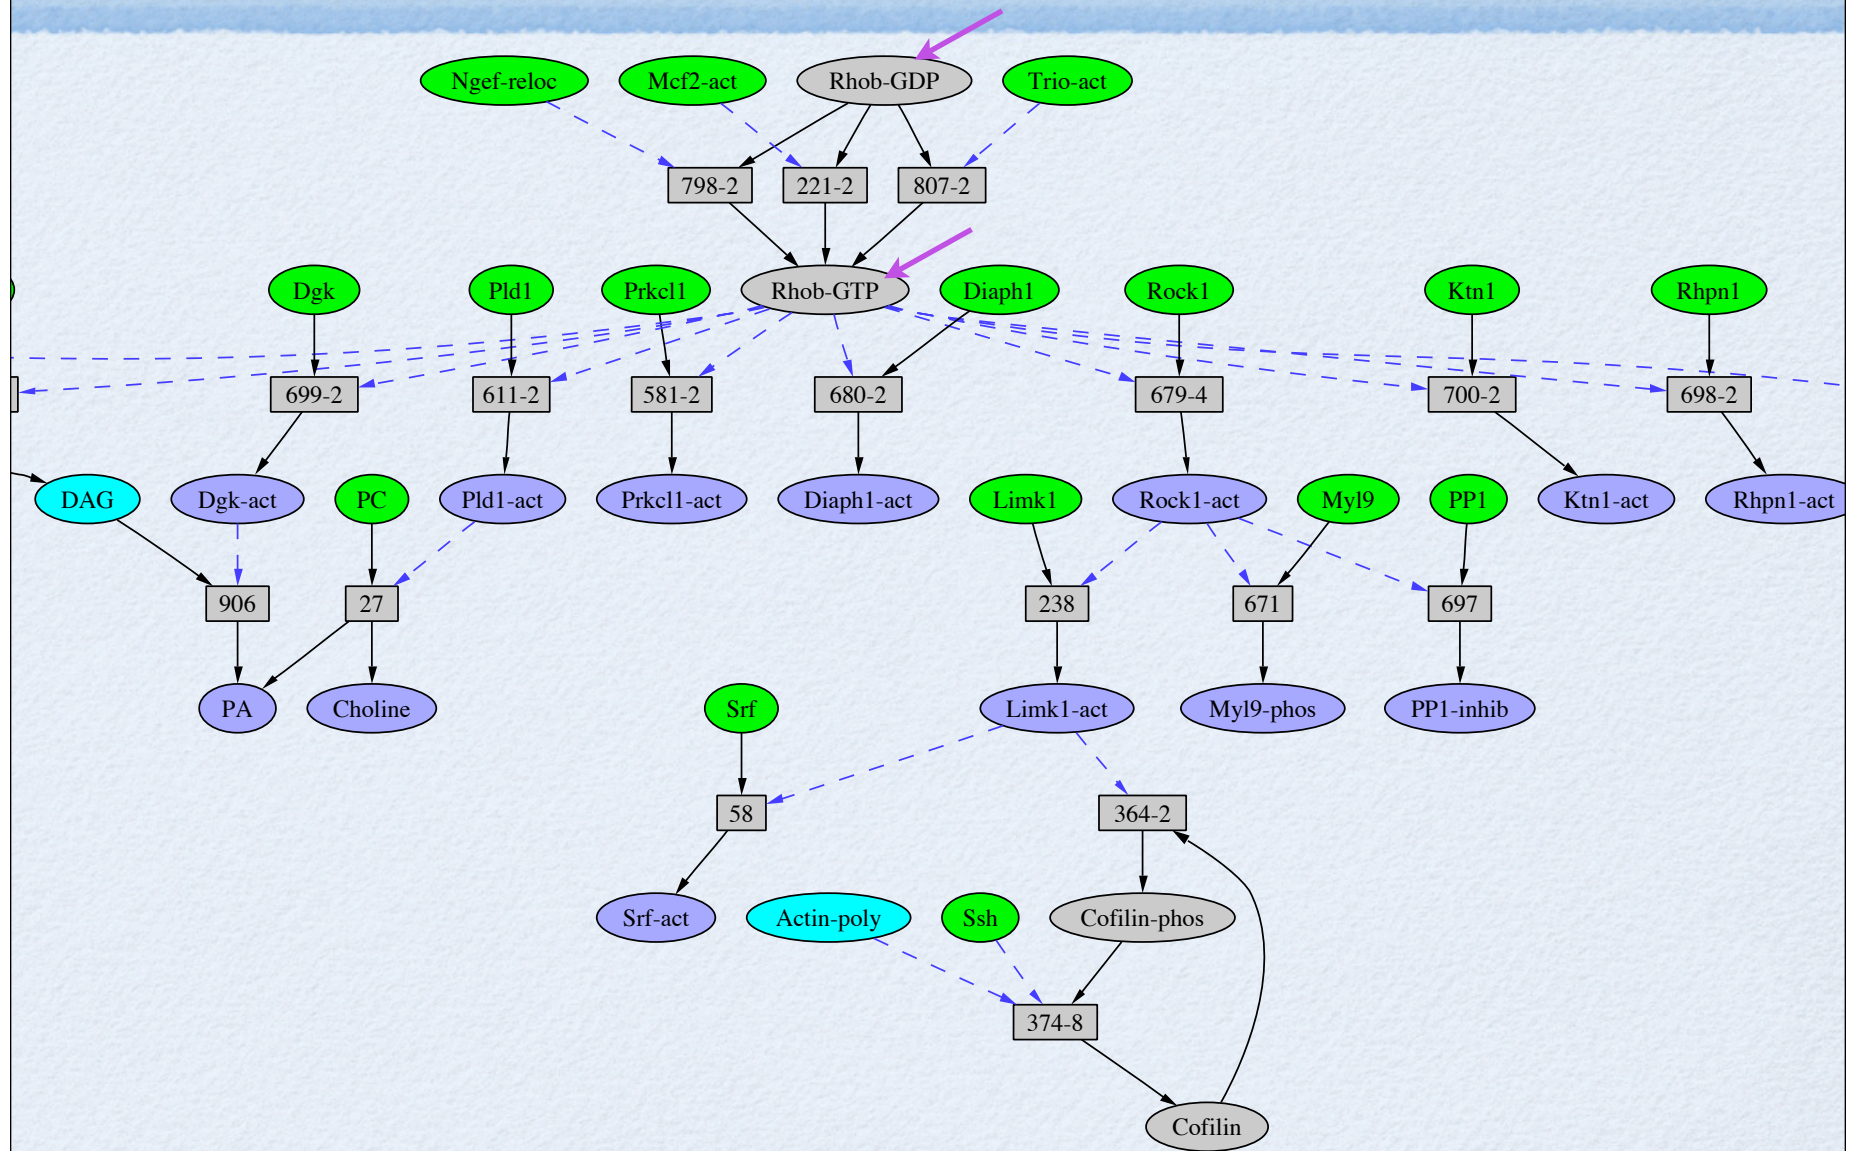 Ngef-reloc
Mcf2-act
Rhob-GDP
Trio-act
798-2
221-2
807-2
Dgk
Pld1
Prkcl1
Rhob-GTP
Diaph1
Rock1
Ktn1
Rhpn1
699-2
611-2
581-2
680-2
679-4
700-2
698-2
DAG
Dgk-act
PC
Pld1-act
Prkcl1-act
Diaph1-act
Limk1
Rock1-act
Myl9
PP1
Ktn1-act
Rhpn1-act
906
27
238
671
697
PA
Choline
Srf
Limk1-act
Myl9-phos
PP1-inhib
58
364-2
Srf-act
Actin-poly
Ssh
Cofilin-phos
374-8
Cofilin